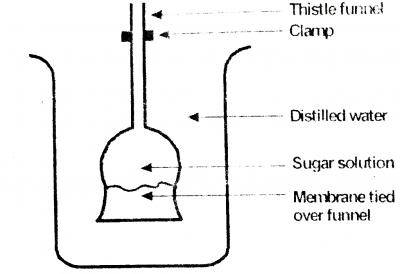 Thistle funnel
Clamp
Distilled water
Sugar solution
Membrane tied
over funnel